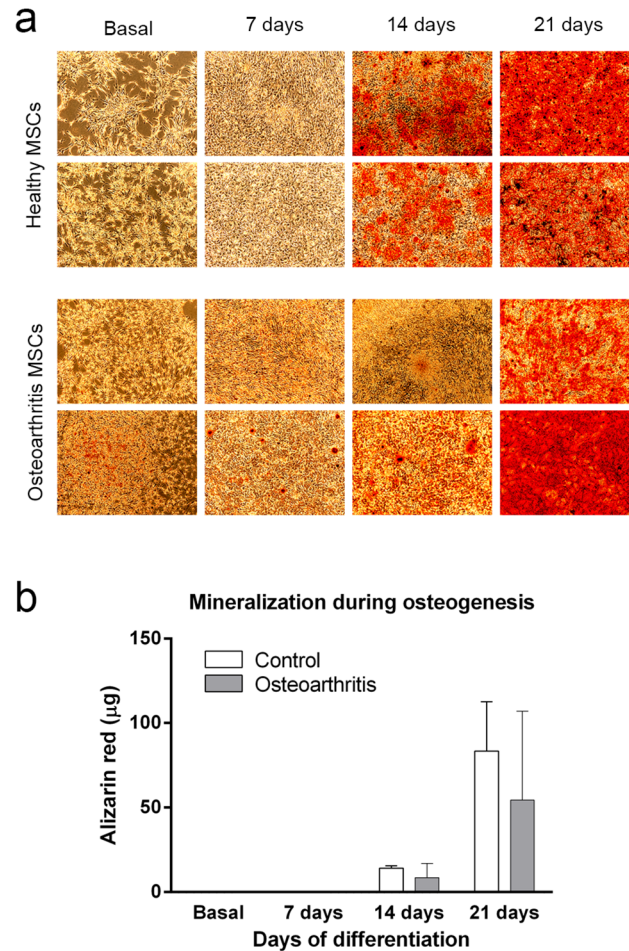 a
Basal 7 days 14 days 21 days
Healthy MSCs
Osteoarthritis MSCs
b
Mineralization during osteogenesis
Control
Osteoarthritis
Alizarin red (μg)
150
100
50
0
Basal 7 days 14 days 21 days
Days of differentiation